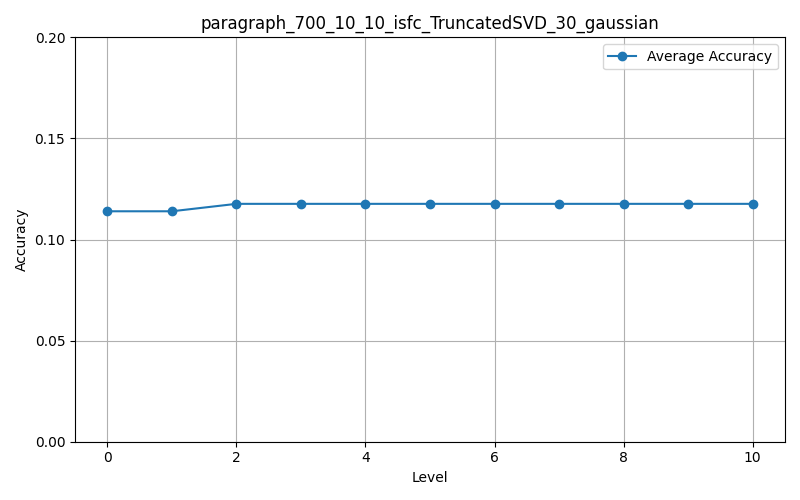 paragraph_700_10_10_isfc_TruncatedSVD_30_gaussian
Average Accuracy
0.20
0.15
0.10
0.05
0.00
Accuracy
0 2 4 6 8 10
Level